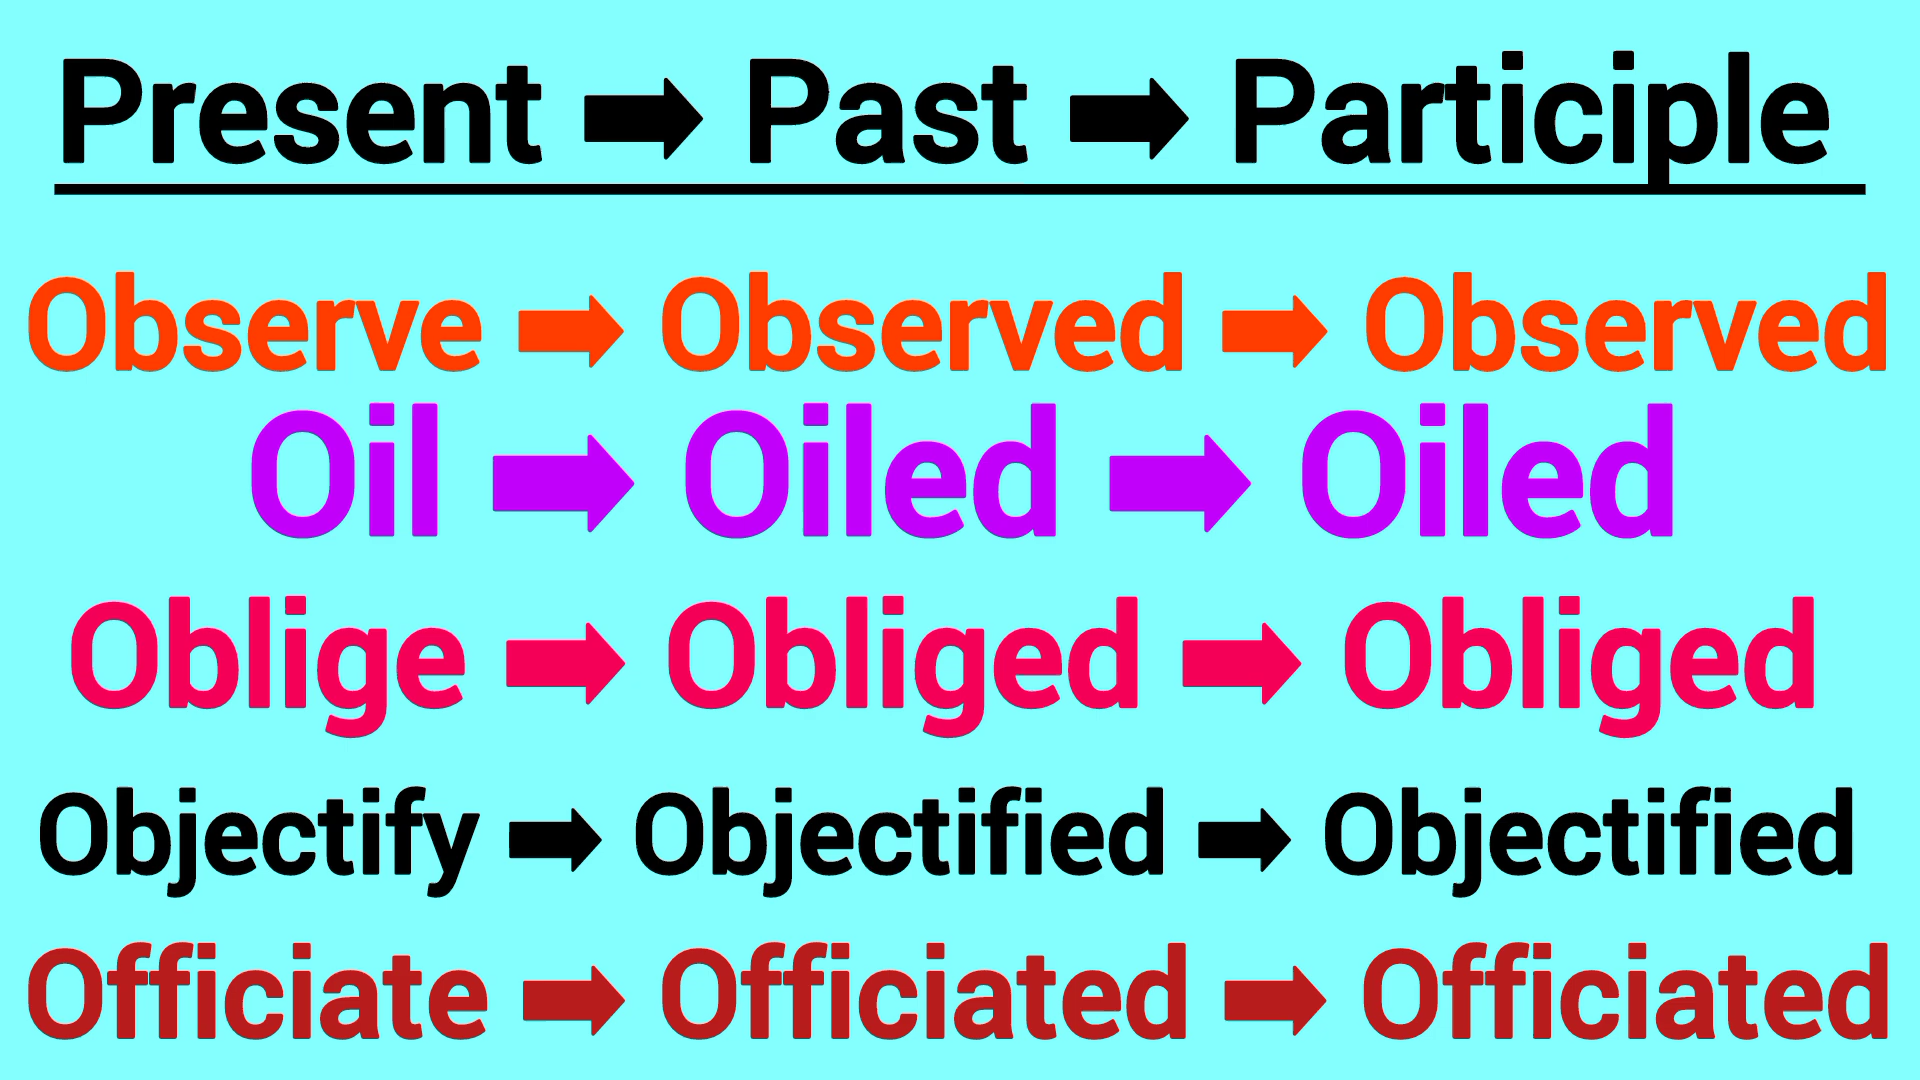 Present ➡ Past ➡ Participle
Observe ➡ Observed ➡ Observed
Oil ➡ Oiled ➡ Oiled
Oblige ➡ Obliged ➡ Obliged
Objectify ➡ Objectified ➡ Objectified
Officiate ➡ Officiated ➡ Officiated